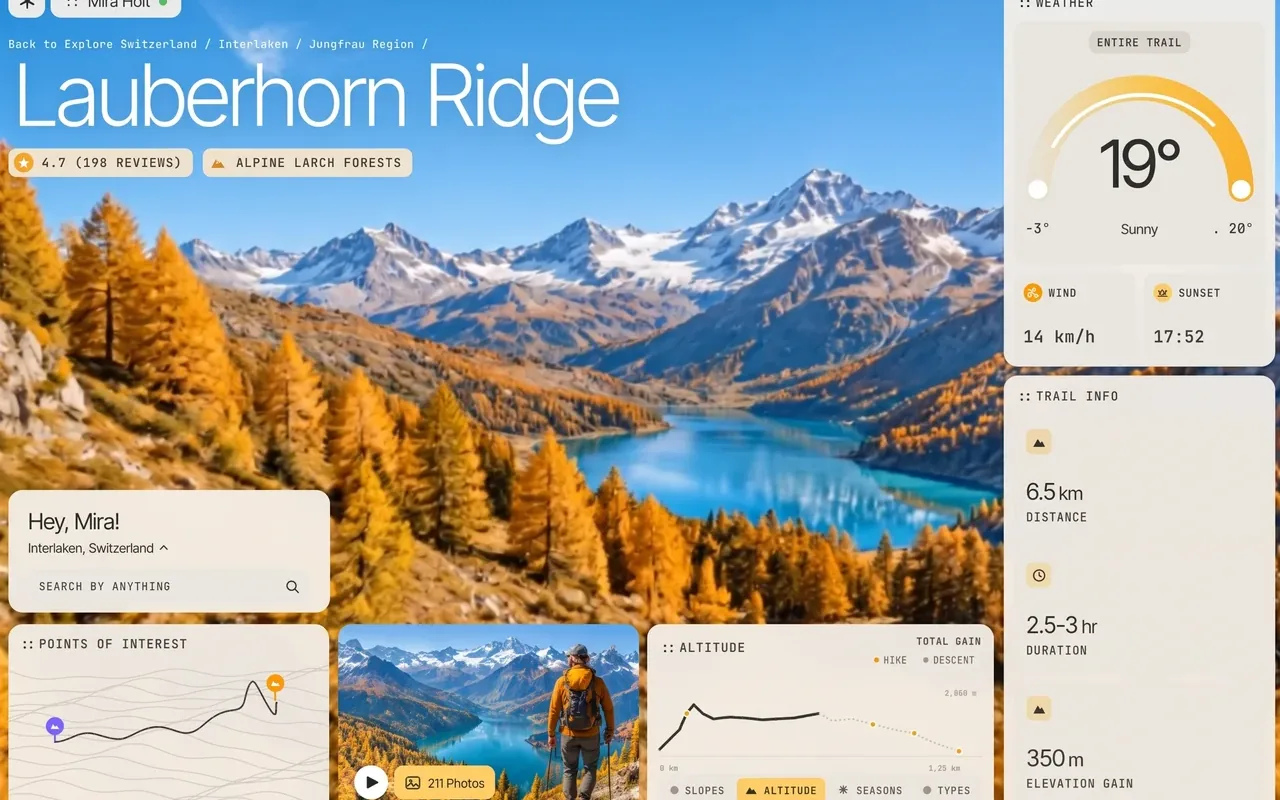 :: Mira Holt
Back to Explore Switzerland / Interlaken / Jungfrau Region /
Lauberhorn Ridge
4.7 (198 REVIEWS)
ALPINE LARCH FORESTS
Hey, Mira!
Interlaken, Switzerland
SEARCH BY ANYTHING
:: POINTS OF INTEREST
211 Photos
:: ALTITUDE
TOTAL GAIN
HIKE
DESCENT
2,060 m
0 km
1,25 km
SLOPES
ALTITUDE
SEASONS
TYPES
:: WEATHER
ENTIRE TRAIL
19°
-3°
Sunny
. 20°
WIND
SUNSET
14 km/h
17:52
:: TRAIL INFO
6.5 km
DISTANCE
2.5-3 hr
DURATION
350 m
ELEVATION GAIN